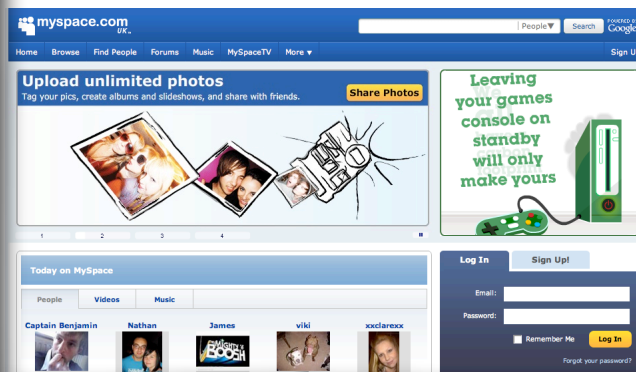 myspace.com
UK
People▼
Search
POWERED B
Google
Home
Browse
Find People
Forums
Music
MySpaceTV
More ▼
Sign U
Upload unlimited photos
Tag your pics, create albums and slideshows, and share with friends.
Share Photos
Leaving
your games
console on
standby
will only
make yours
1
2
3
4
Today on MySpace
People
Videos
Music
Captain Benjamin
Nathan
James
viki
xxclarexx
MIGHTY
BOOSH
Log In
Sign Up!
Email:
Password:
Remember Me
Log In
Forgot your password?